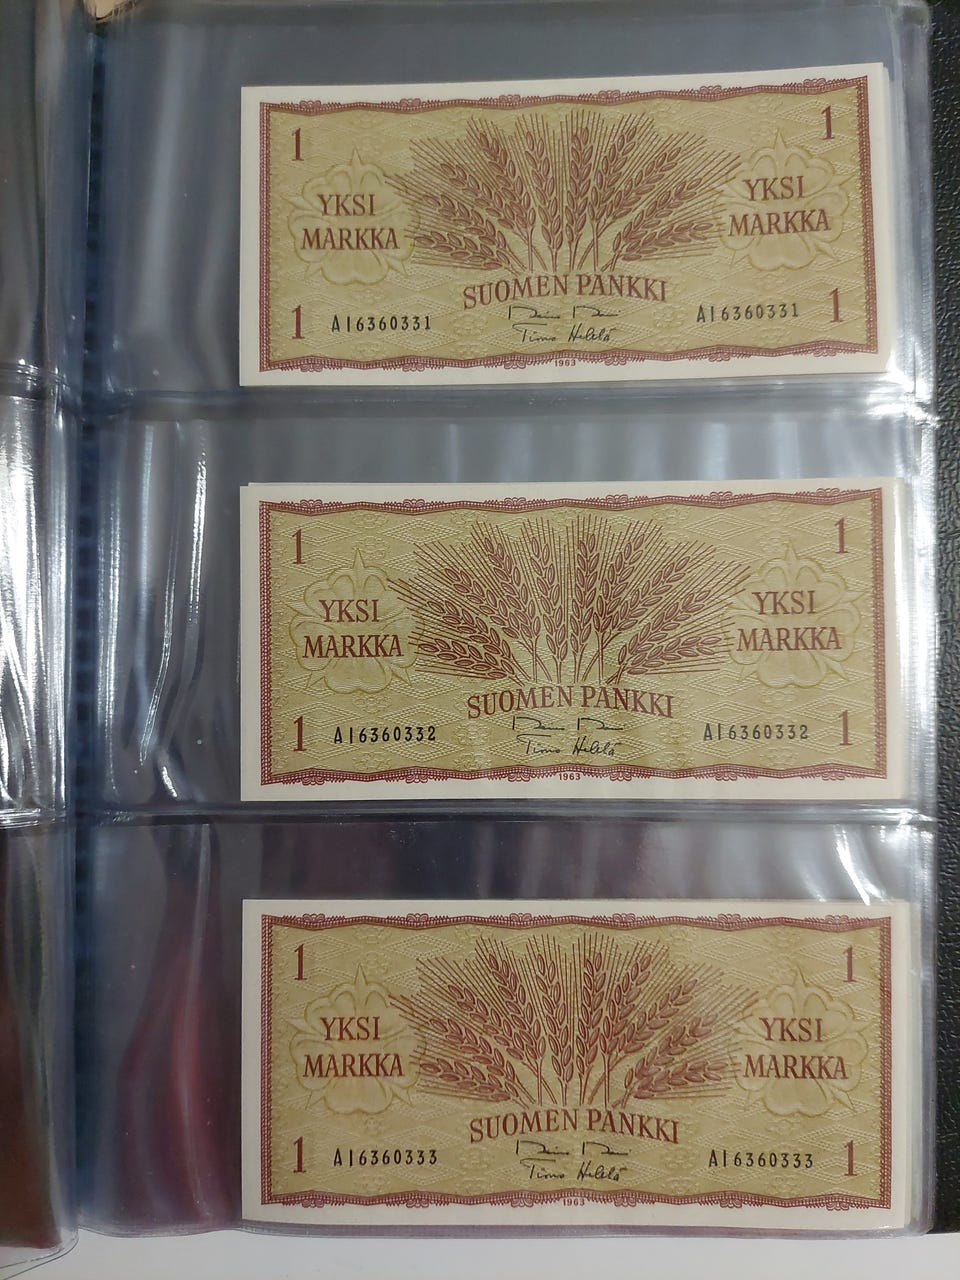 1 1
YKSI MARKKA
YKSI MARKKA
SUOMEN PANKKI
A16360331 A16360331
Timo Helelä
1 1
1963
1 1
YKSI MARKKA
YKSI MARKKA
SUOMEN PANKKI
A16360332 A16360332
Timo Helelä
1 1
1963
1 1
YKSI MARKKA
YKSI MARKKA
SUOMEN PANKKI
A16360333 A16360333
Timo Helelä
1 1
1963